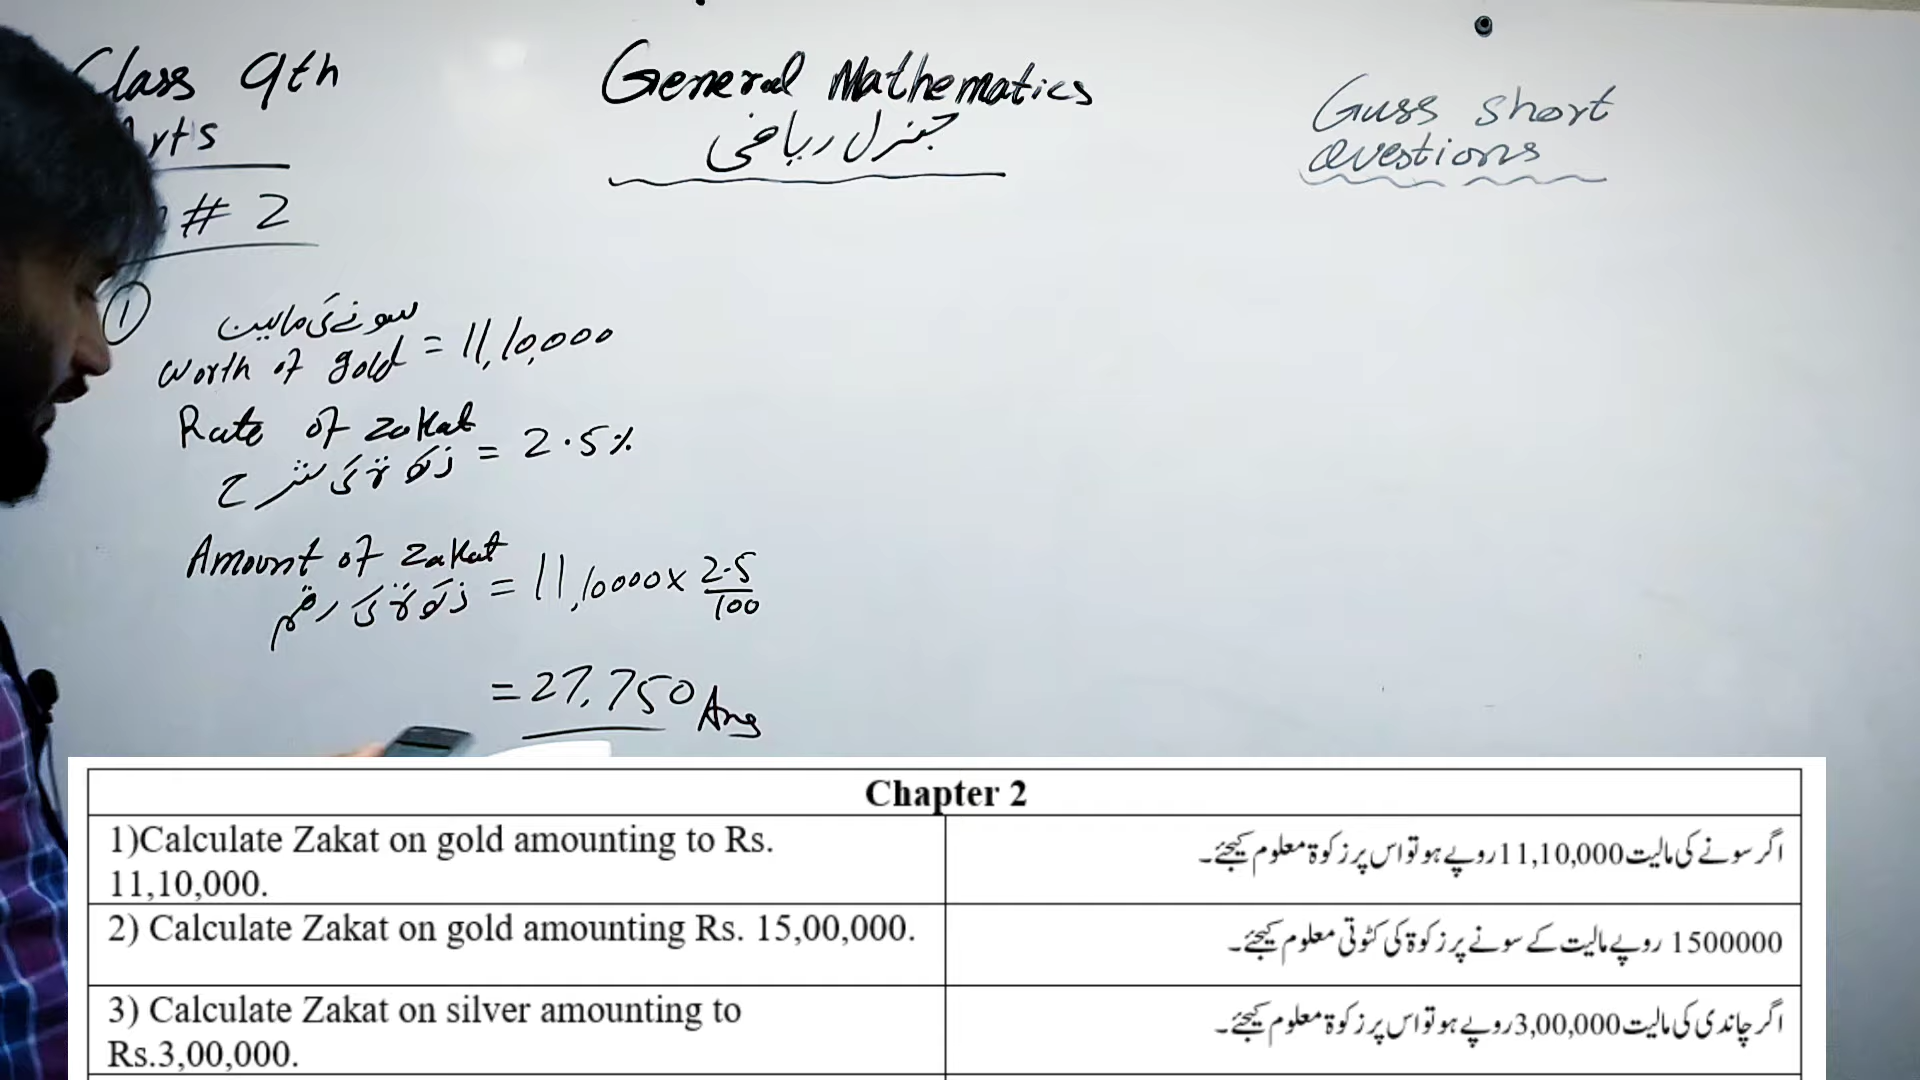 Class 9th
Arts
# 2
General Mathematics
جنرل ریاضی
Guss short
Questions
1
سونے کی مالیت
Worth of gold = 11,10,000
Rate of zakat
زکوۃ کی شرح = 2.5%
Amount of zakat
زکوۃ کی رقم = 11,10000 × 2.5/100
= 27,750 Ans
Chapter 2
1)Calculate Zakat on gold amounting to Rs.
11,10,000.
اگر سونے کی مالیت 11,10,000 روپے ہو تو اس پر زکوۃ معلوم کیجئے۔
2) Calculate Zakat on gold amounting Rs. 15,00,000.
1500000 روپے مالیت کے سونے پر زکوۃ کی کٹوتی معلوم کیجئے۔
3) Calculate Zakat on silver amounting to
Rs.3,00,000.
اگر چاندی کی مالیت 3,00,000 روپے ہو تو اس پر زکوۃ معلوم کیجئے۔